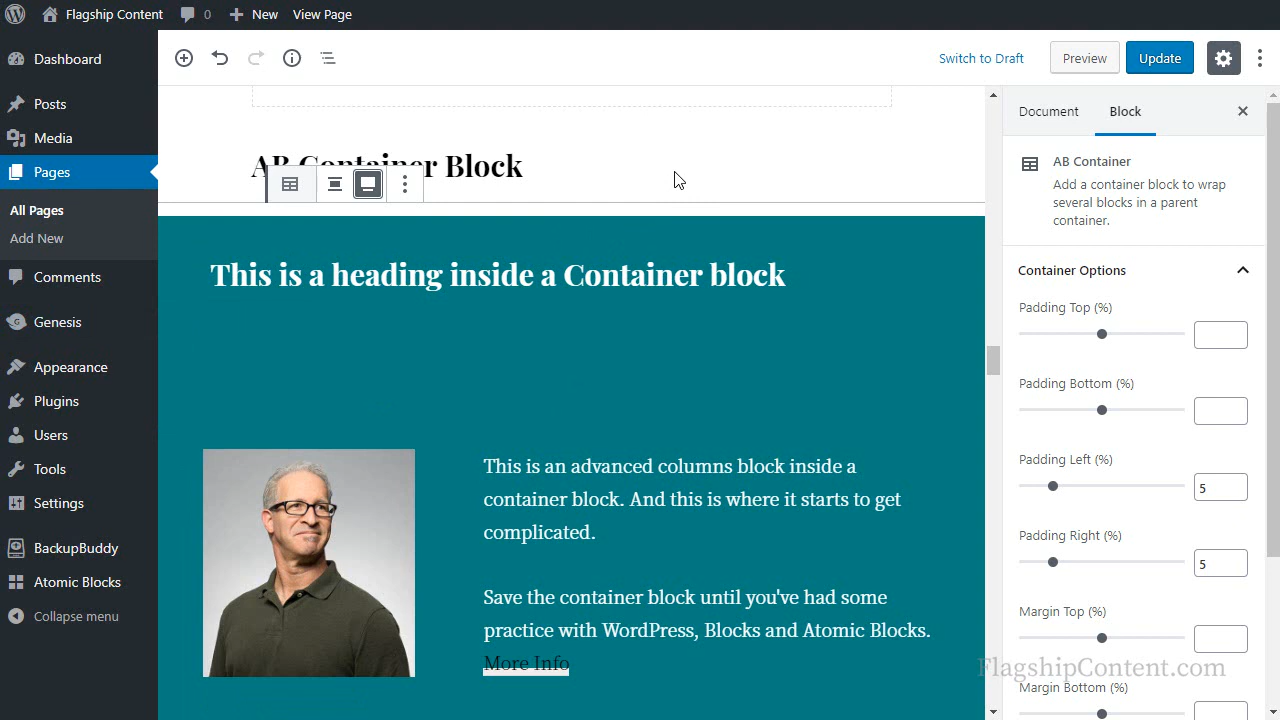 Flagship Content
0
New
View Page
Dashboard
Posts
Media
Pages
All Pages
Add New
Comments
Genesis
Appearance
Plugins
Users
Tools
Settings
BackupBuddy
Atomic Blocks
Collapse menu
Switch to Draft
Preview
Update
AB Container Block
This is a heading inside a Container block
This is an advanced columns block inside a
container block. And this is where it starts to get
complicated.
Save the container block until you've had some
practice with WordPress, Blocks and Atomic Blocks.
More Info
Document
Block
AB Container
Add a container block to wrap
several blocks in a parent
container.
Container Options
Padding Top (%)
Padding Bottom (%)
Padding Left (%)
5
Padding Right (%)
5
Margin Top (%)
FlagshipContent.com
Margin Bottom (%)